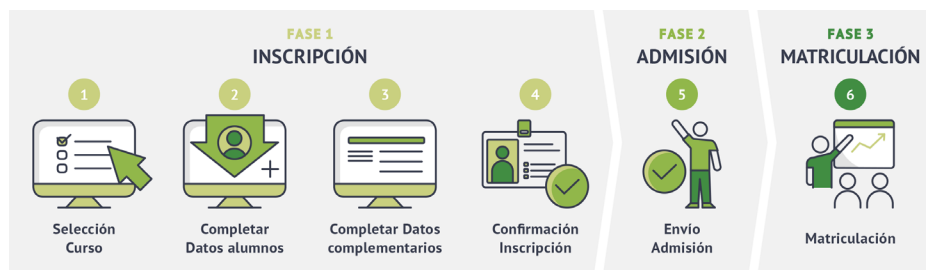 FASE 1
INSCRIPCIÓN
1
Selección
Curso
2
Completar
Datos alumnos
3
Completar Datos
complementarios
4
Confirmación
Inscripción
FASE 2
ADMISIÓN
5
Envío
Admisión
FASE 3
MATRICULACIÓN
6
Matriculación